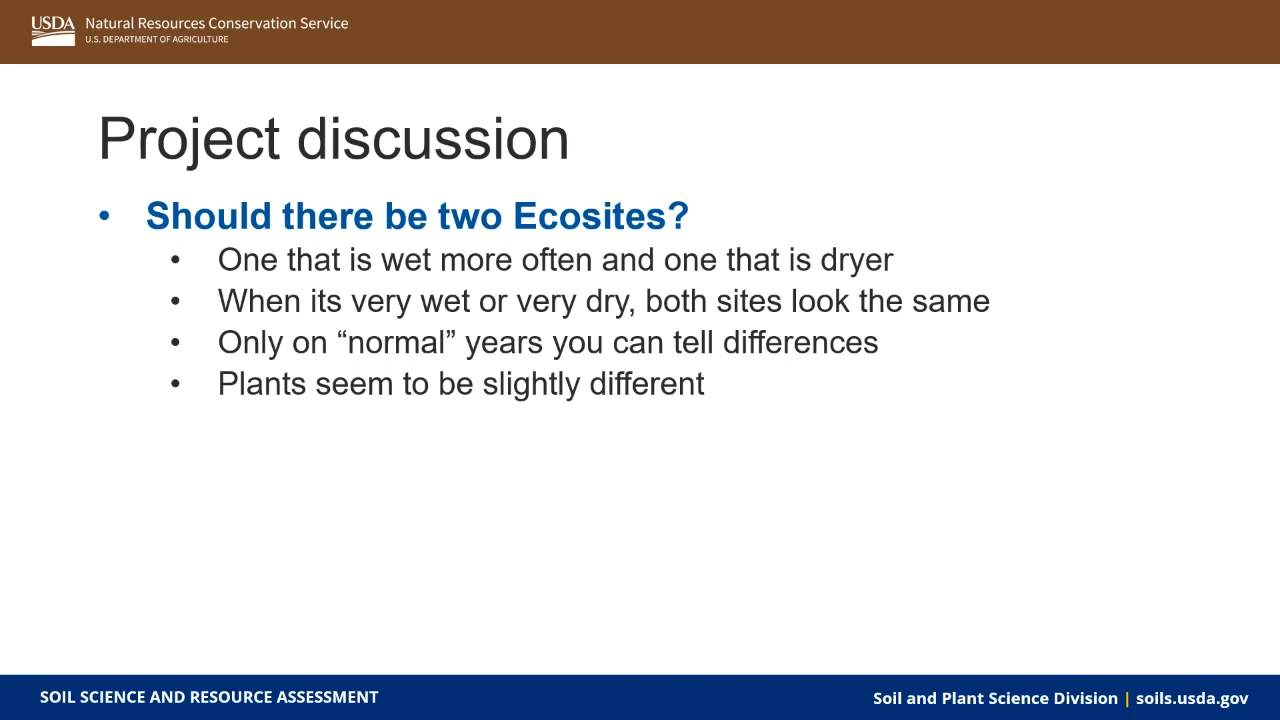 USDA
Natural Resources Conservation Service
U.S. DEPARTMENT OF AGRICULTURE
Project discussion
• Should there be two Ecosites?
• One that is wet more often and one that is dryer
• When its very wet or very dry, both sites look the same
• Only on “normal” years you can tell differences
• Plants seem to be slightly different
SOIL SCIENCE AND RESOURCE ASSESSMENT
Soil and Plant Science Division | soils.usda.gov